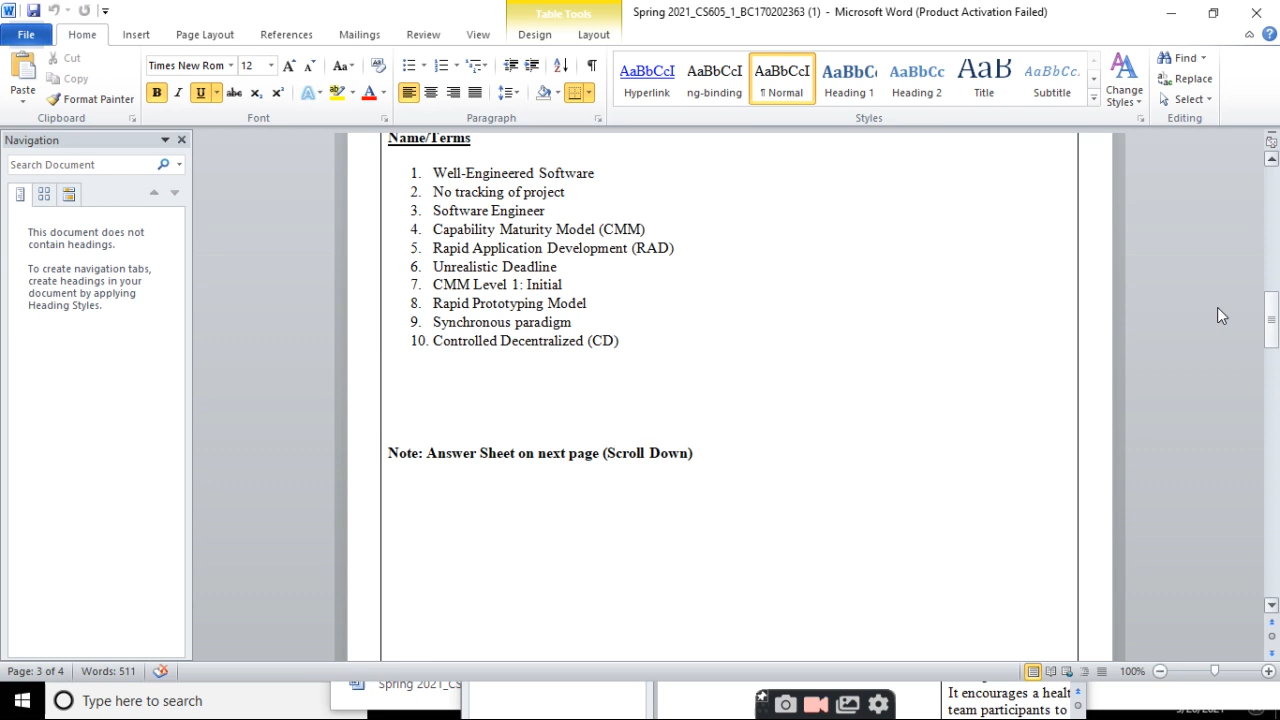 Table Tools
Spring 2021_CS605_1_BC170202363 (1) - Microsoft Word (Product Activation Failed)
File Home Insert Page Layout References Mailings Review View Design Layout
Paste
Cut
Copy
Format Painter
Clipboard
Times New Rom 12
Font
Paragraph
AaBbCcI AaBbCcI AaBbCcI AaBbC AaBbCc AaB AaBbCc.
Hyperlink ng-binding ¶ Normal Heading 1 Heading 2 Title Subtitle
Styles
Change
Styles
Find
Replace
Select
Editing
Navigation
Search Document
This document does not
contain headings.
To create navigation tabs,
create headings in your
document by applying
Heading Styles.
Name/Terms
1. Well-Engineered Software
2. No tracking of project
3. Software Engineer
4. Capability Maturity Model (CMM)
5. Rapid Application Development (RAD)
6. Unrealistic Deadline
7. CMM Level 1: Initial
8. Rapid Prototyping Model
9. Synchronous paradigm
10. Controlled Decentralized (CD)
Note: Answer Sheet on next page (Scroll Down)
Page: 3 of 4 Words: 511
100%
Type here to search
Spring 2021_CS
It encourages a healt
team participants to